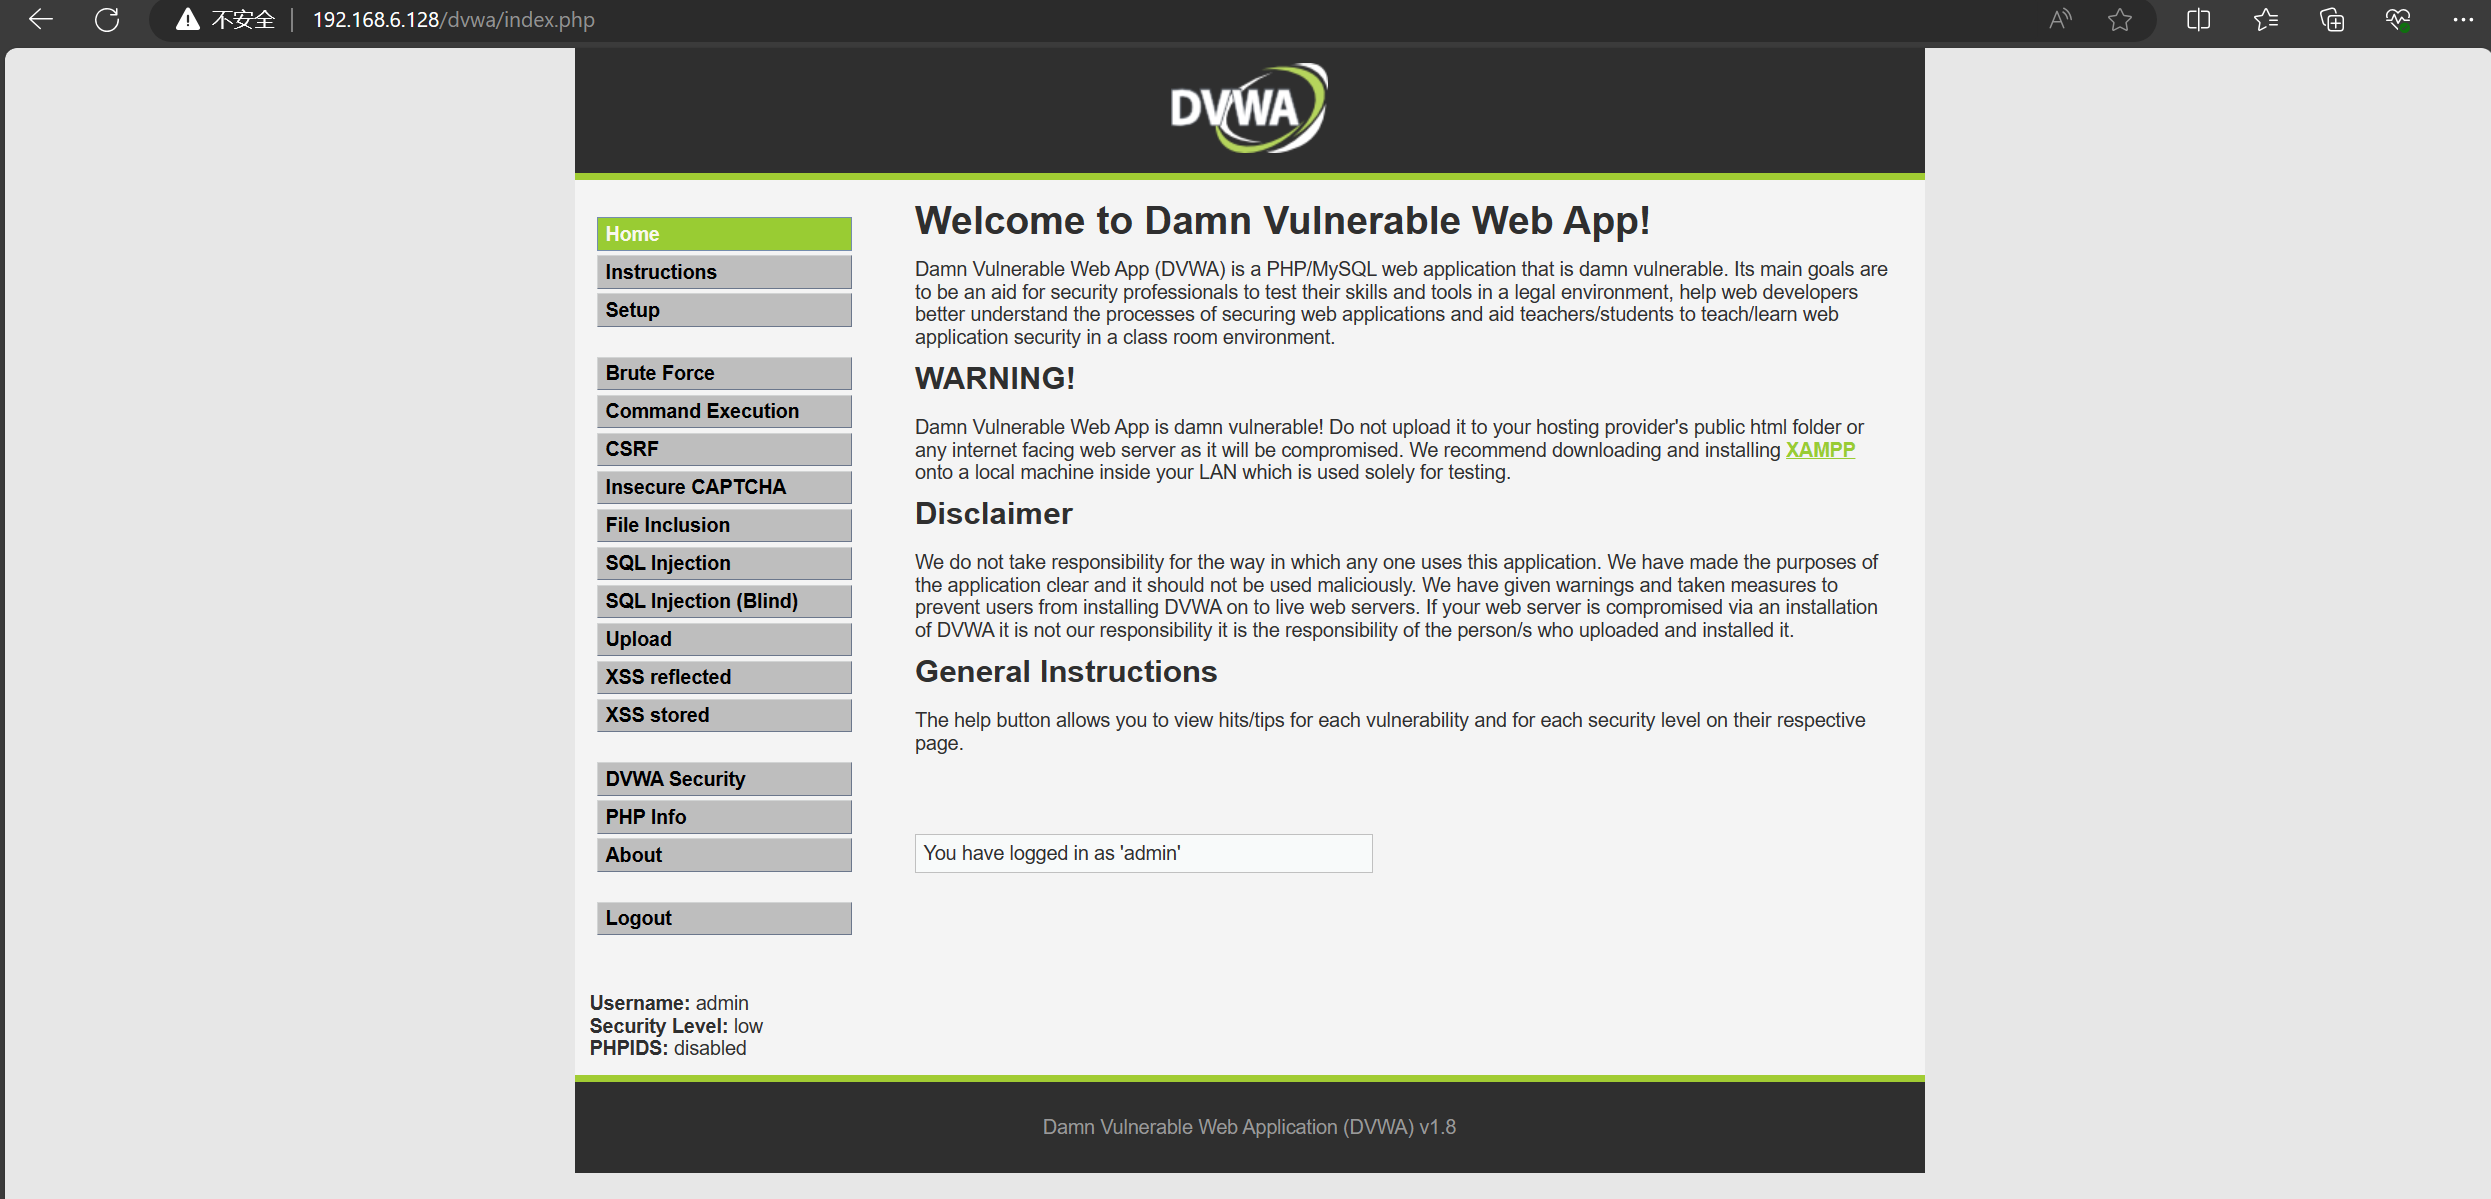 不安全 | 192.168.6.128/dvwa/index.php
DVWA
Home
Instructions
Setup
Brute Force
Command Execution
CSRF
Insecure CAPTCHA
File Inclusion
SQL Injection
SQL Injection (Blind)
Upload
XSS reflected
XSS stored
DVWA Security
PHP Info
About
Logout
Username: admin
Security Level: low
PHPIDS: disabled
Welcome to Damn Vulnerable Web App!
Damn Vulnerable Web App (DVWA) is a PHP/MySQL web application that is damn vulnerable. Its main goals are
to be an aid for security professionals to test their skills and tools in a legal environment, help web developers
better understand the processes of securing web applications and aid teachers/students to teach/learn web
application security in a class room environment.
WARNING!
Damn Vulnerable Web App is damn vulnerable! Do not upload it to your hosting provider's public html folder or
any internet facing web server as it will be compromised. We recommend downloading and installing XAMPP
onto a local machine inside your LAN which is used solely for testing.
Disclaimer
We do not take responsibility for the way in which any one uses this application. We have made the purposes of
the application clear and it should not be used maliciously. We have given warnings and taken measures to
prevent users from installing DVWA on to live web servers. If your web server is compromised via an installation
of DVWA it is not our responsibility it is the responsibility of the person/s who uploaded and installed it.
General Instructions
The help button allows you to view hits/tips for each vulnerability and for each security level on their respective
page.
You have logged in as 'admin'
Damn Vulnerable Web Application (DVWA) v1.8